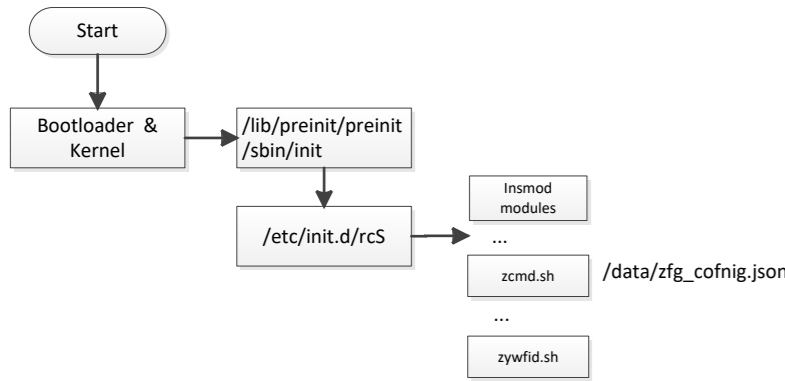 Start
Bootloader &
Kernel
/lib/preinit/preinit
/sbin/init
/etc/init.d/rcS
Insmod
modules
...
zcmd.sh
/data/zfg_cofnig.json
...
zywfid.sh